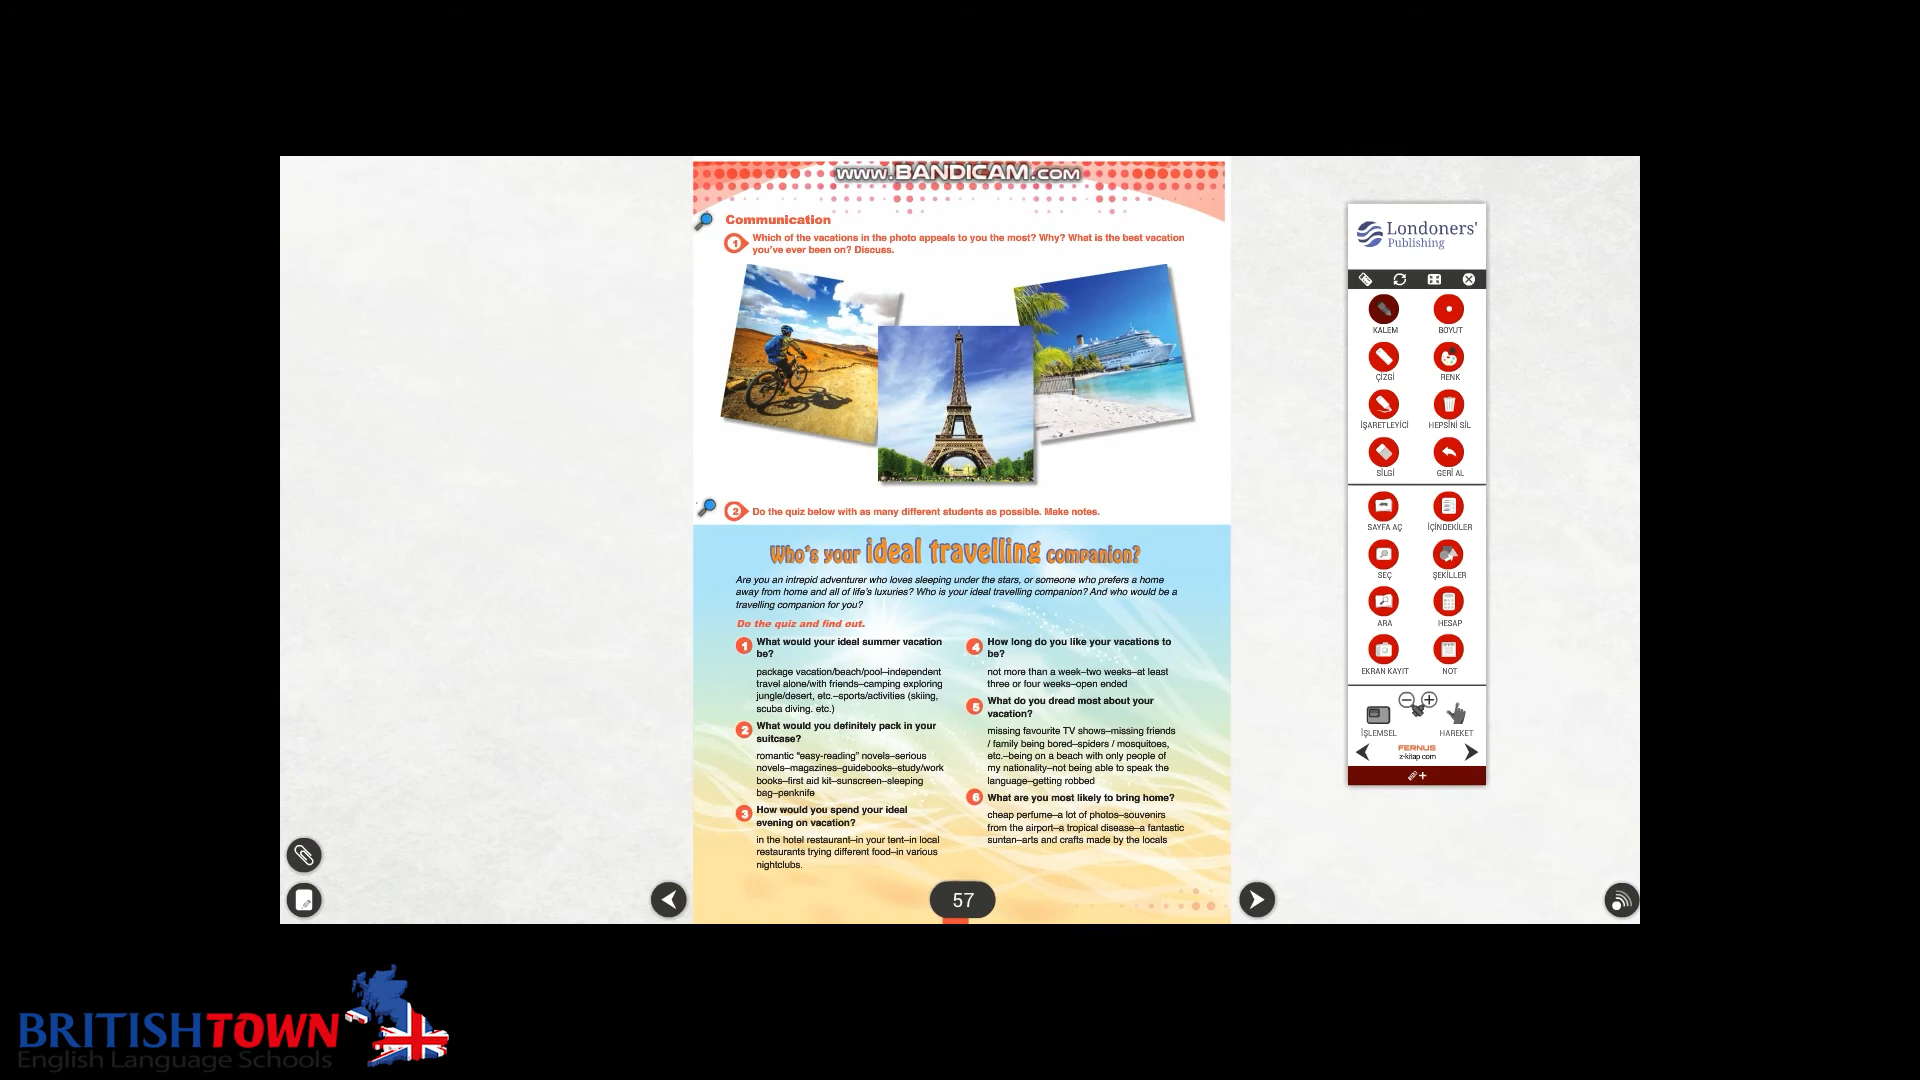 www.BANDICAM.com
Communication
1 Which of the vacations in the photo appeals to you the most? Why? What is the best vacation
you've ever been on? Discuss.
2 Do the quiz below with as many different students as possible. Make notes.
Who's your ideal travelling companion?
Are you an intrepid adventurer who loves sleeping under the stars, or someone who prefers a home
away from home and all of life's luxuries? Who is your ideal travelling companion? And who would be a
travelling companion for you?
Do the quiz and find out.
1 What would your ideal summer vacation
be?
package vacation/beach/pool–independent
travel alone/with friends–camping exploring
jungle/desert, etc.–sports/activities (skiing,
scuba diving. etc.)
2 What would you definitely pack in your
suitcase?
romantic "easy-reading" novels–serious
novels–magazines–guidebooks–study/work
books–first aid kit–sunscreen–sleeping
bag–penknife
3 How would you spend your ideal
evening on vacation?
in the hotel restaurant–in your tent–in local
restaurants trying different food–in various
nightclubs.
4 How long do you like your vacations to
be?
not more than a week–two weeks–at least
three or four weeks–open ended
5 What do you dread most about your
vacation?
missing favourite TV shows–missing friends
/ family being bored–spiders / mosquitoes,
etc.–being on a beach with only people of
my nationality–not being able to speak the
language–getting robbed
6 What are you most likely to bring home?
cheap perfume–a lot of photos–souvenirs
from the airport–a tropical disease–a fantastic
suntan–arts and crafts made by the locals
57
Londoners'
Publishing
KALEM BOYUT
ÇİZGİ RENK
İŞARETLEYİCİ HEPSİNİ SİL
SİLGİ GERİ AL
SAYFA AÇ İÇİNDEKİLER
SEÇ ŞEKİLLER
ARA HESAP
EKRAN KAYIT NOT
İŞLEMSEL HAREKET
FERNUS
z-kitap.com
BRITISHTOWN
English Language Schools